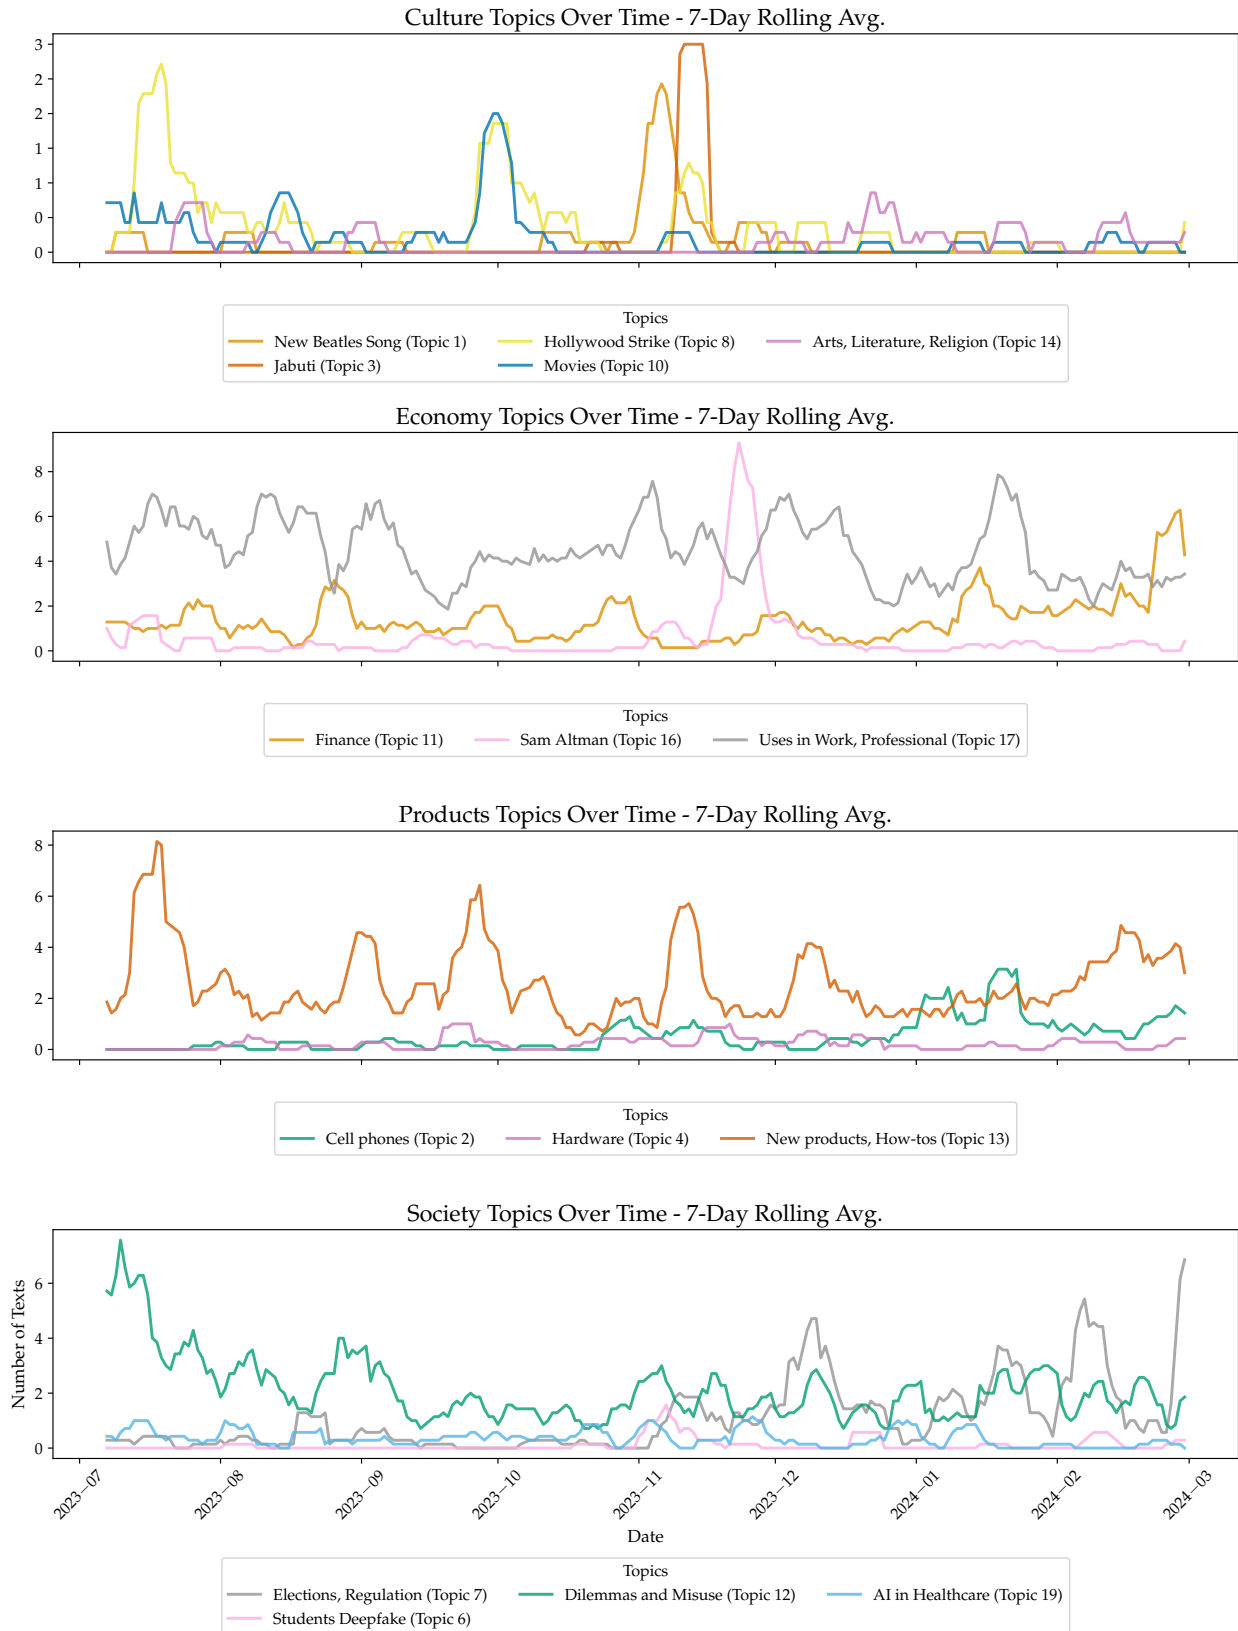 Culture Topics Over Time - 7-Day Rolling Avg.
3
2
2
1
1
0
0
Topics
New Beatles Song (Topic 1) Hollywood Strike (Topic 8) Arts, Literature, Religion (Topic 14)
Jabuti (Topic 3) Movies (Topic 10)
Economy Topics Over Time - 7-Day Rolling Avg.
8
6
4
2
0
Topics
Finance (Topic 11) Sam Altman (Topic 16) Uses in Work, Professional (Topic 17)
Products Topics Over Time - 7-Day Rolling Avg.
8
6
4
2
0
Topics
Cell phones (Topic 2) Hardware (Topic 4) New products, How-tos (Topic 13)
Society Topics Over Time - 7-Day Rolling Avg.
Number of Texts
6
4
2
0
2023−07 2023−08 2023−09 2023−10 2023−11 2023−12 2024−01 2024−02 2024−03
Date
Topics
Elections, Regulation (Topic 7) Dilemmas and Misuse (Topic 12) AI in Healthcare (Topic 19)
Students Deepfake (Topic 6)